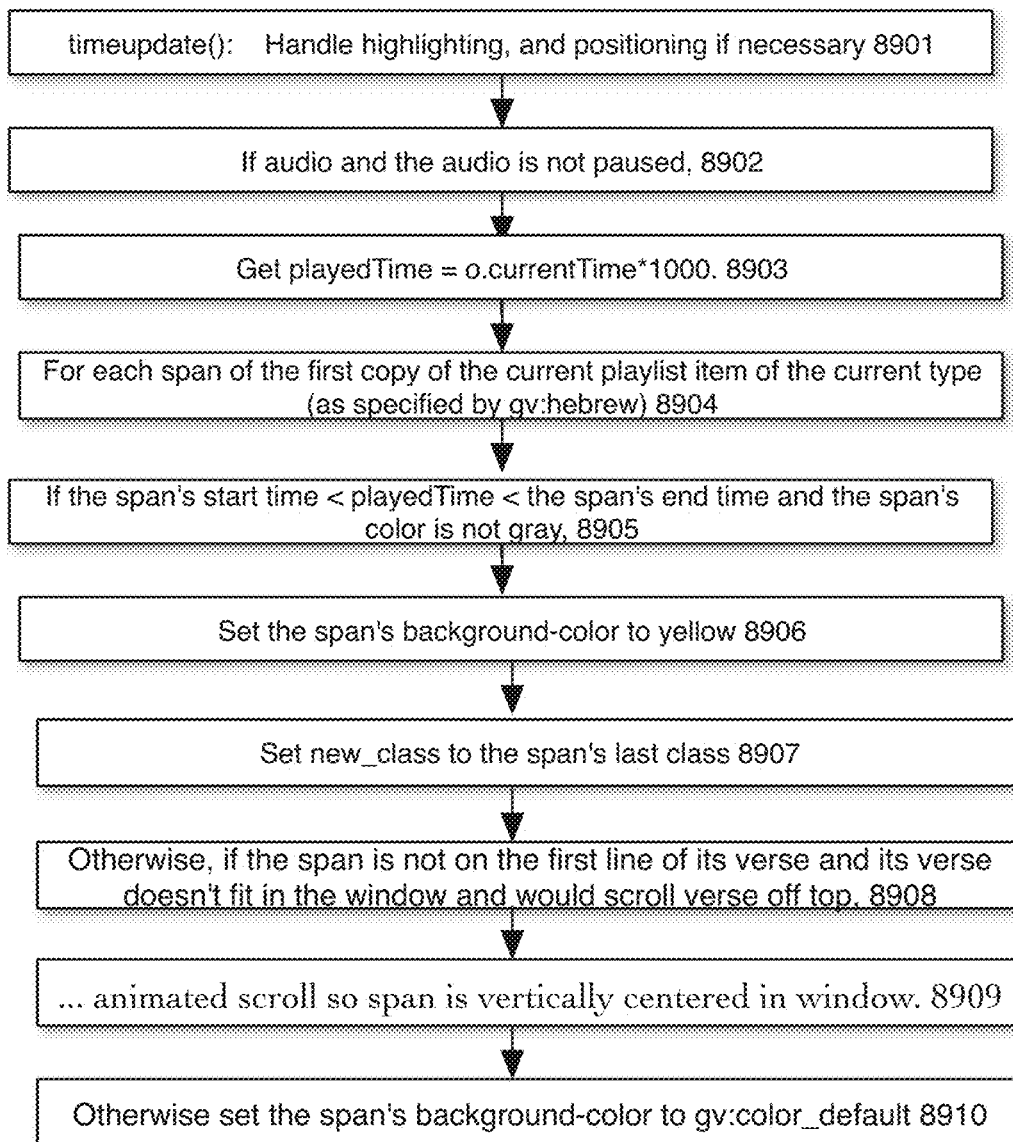 timeupdate(): Handle highlighting, and positioning if necessary 8901
If audio and the audio is not paused, 8902
Get playedTime = o.currentTime*1000. 8903
For each span of the first copy of the current playlist item of the current type
(as specified by gv:hebrew) 8904
If the span's start time < playedTime < the span's end time and the span's
color is not gray, 8905
Set the span's background-color to yellow 8906
Set new_class to the span's last class 8907
Otherwise, if the span is not on the first line of its verse and its verse
doesn't fit in the window and would scroll verse off top, 8908
... animated scroll so span is vertically centered in window. 8909
Otherwise set the span's background-color to gv:color_default 8910